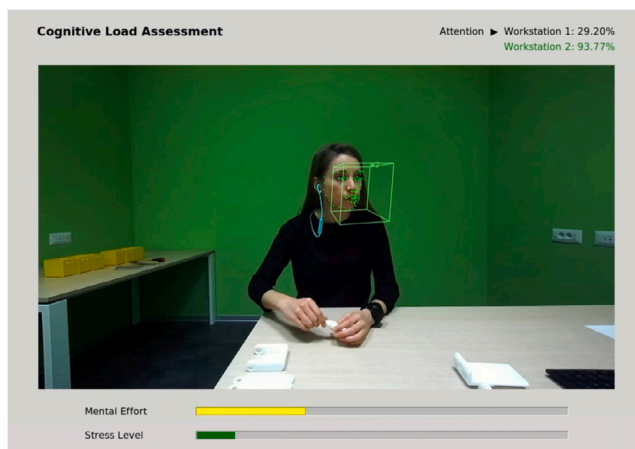 Cognitive Load Assessment
Attention ▶ Workstation 1: 29.20%
Workstation 2: 93.77%
Mental Effort
Stress Level